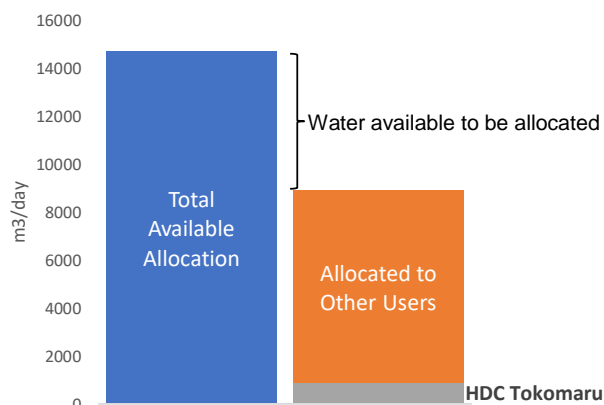 16000
14000
12000
10000
8000
6000
4000
2000
0
m3/day
Total
Available
Allocation
Water available to be allocated
Allocated to
Other Users
HDC Tokomaru